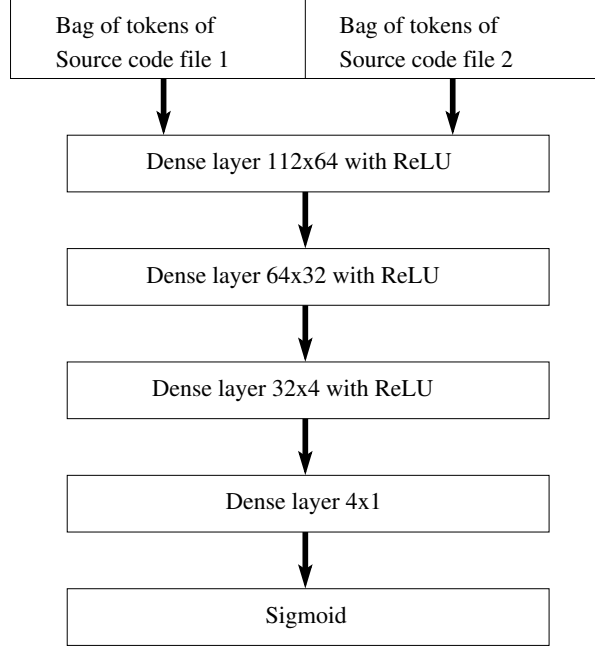 Bag of tokens of
Source code file 1
Bag of tokens of
Source code file 2
Dense layer 112x64 with ReLU
Dense layer 64x32 with ReLU
Dense layer 32x4 with ReLU
Dense layer 4x1
Sigmoid